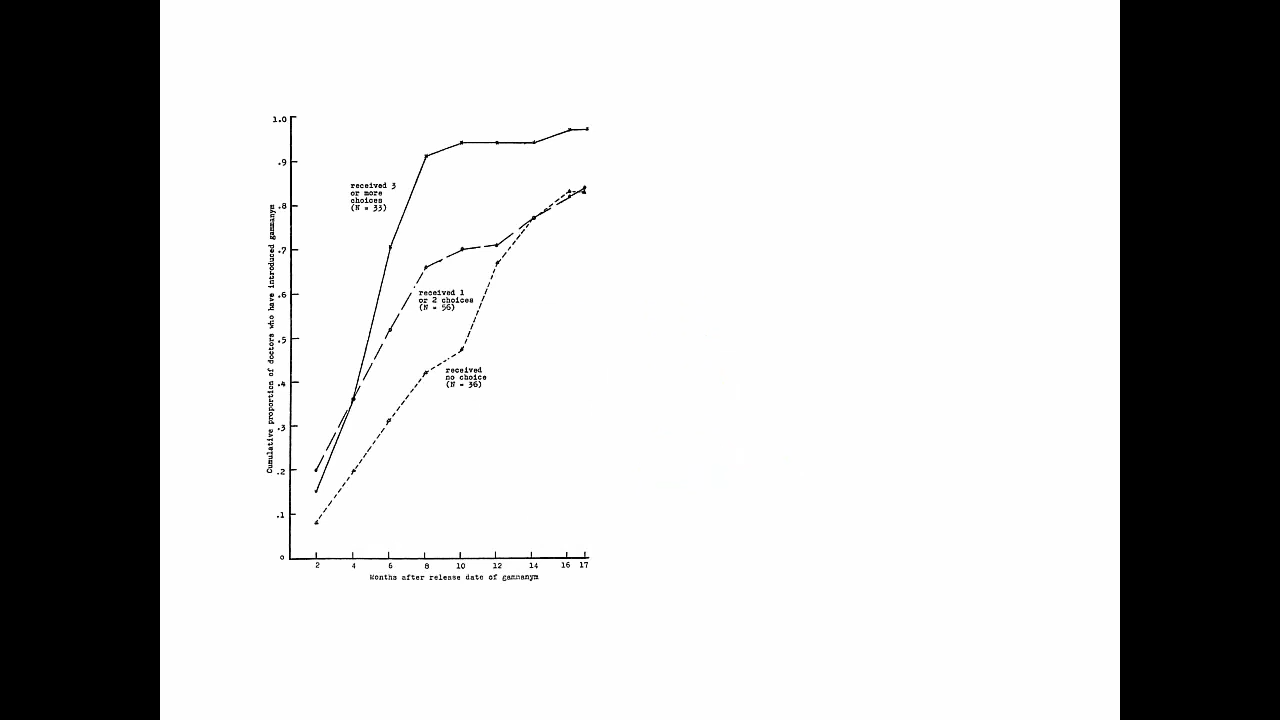 1.0
.9
.8
.7
.6
.5
.4
.3
.2
.1
0
Cumulative proportion of doctors who have introduced gammanym
received 3
or more
choices
(N = 33)
received 1
or 2 choices
(N = 56)
received
no choice
(N = 36)
2 4 6 8 10 12 14 16 17
Months after release date of gammanym